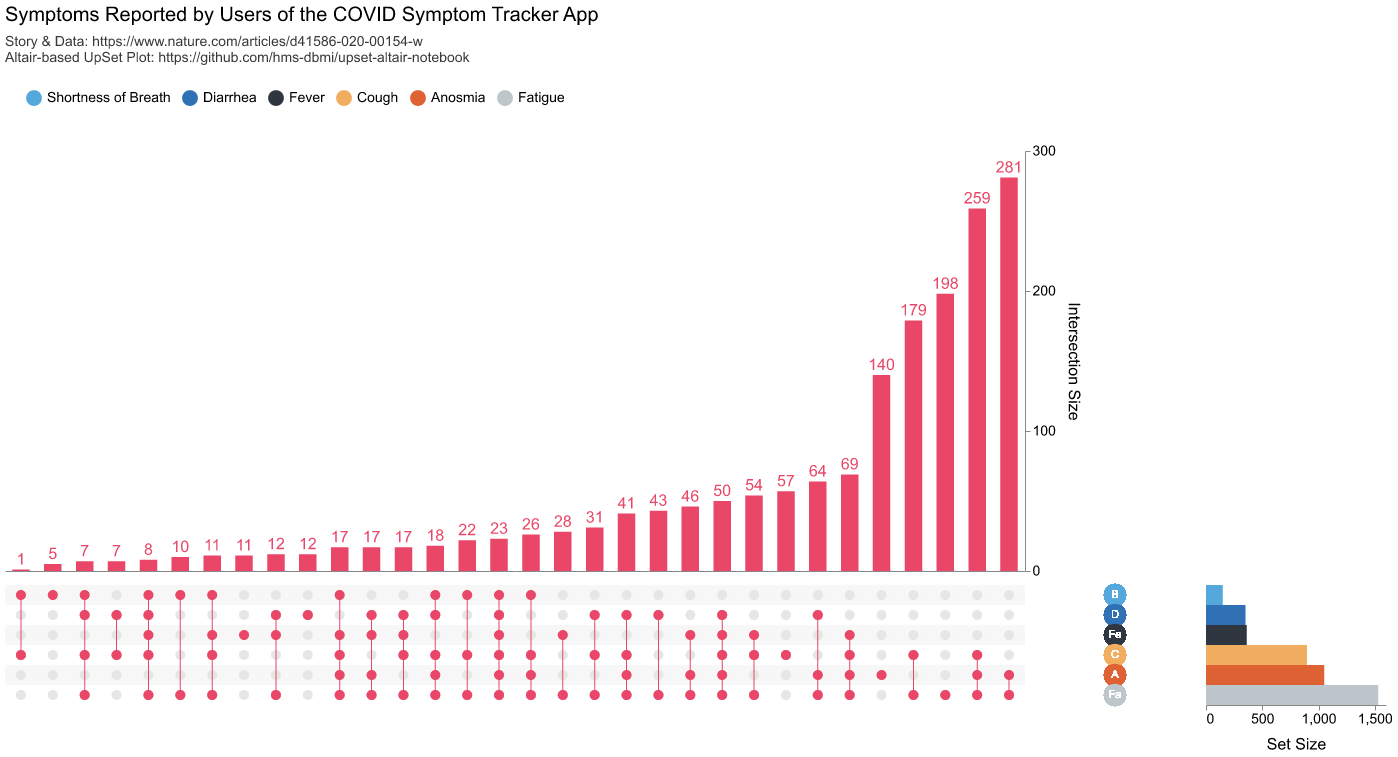 Symptoms Reported by Users of the COVID Symptom Tracker App
Story & Data: https://www.nature.com/articles/d41586-020-00154-w
Altair-based UpSet Plot: https://github.com/hms-dbmi/upset-altair-notebook
Shortness of Breath Diarrhea Fever Cough Anosmia Fatigue
1 5 7 7 8 10 11 11 12 12 17 17 17 18 22 23 26 28 31 41 43 46 50 54 57 64 69 140 179 198 259 281
300
200
100
0
Intersection Size
B
D
Fe
C
A
Fa
0 500 1,000 1,500
Set Size